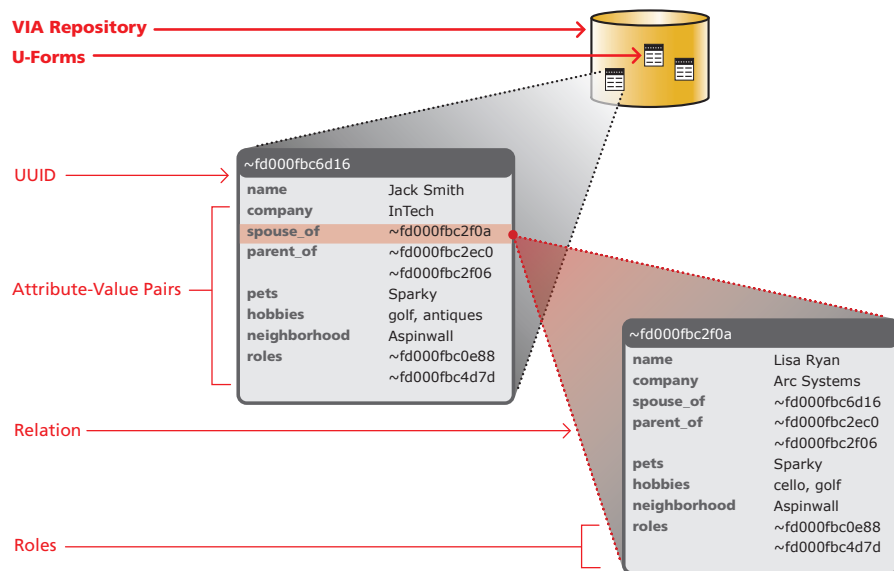 VIA Repository
U-Forms
UUID
Attribute-Value Pairs
Relation
Roles
~fd000fbc6d16
name Jack Smith
company InTech
spouse_of ~fd000fbc2f0a
parent_of ~fd000fbc2ec0
~fd000fbc2f06
pets Sparky
hobbies golf, antiques
neighborhood Aspinwall
roles ~fd000fbc0e88
~fd000fbc4d7d
~fd000fbc2f0a
name Lisa Ryan
company Arc Systems
spouse_of ~fd000fbc6d16
parent_of ~fd000fbc2ec0
~fd000fbc2f06
pets Sparky
hobbies cello, golf
neighborhood Aspinwall
roles ~fd000fbc0e88
~fd000fbc4d7d